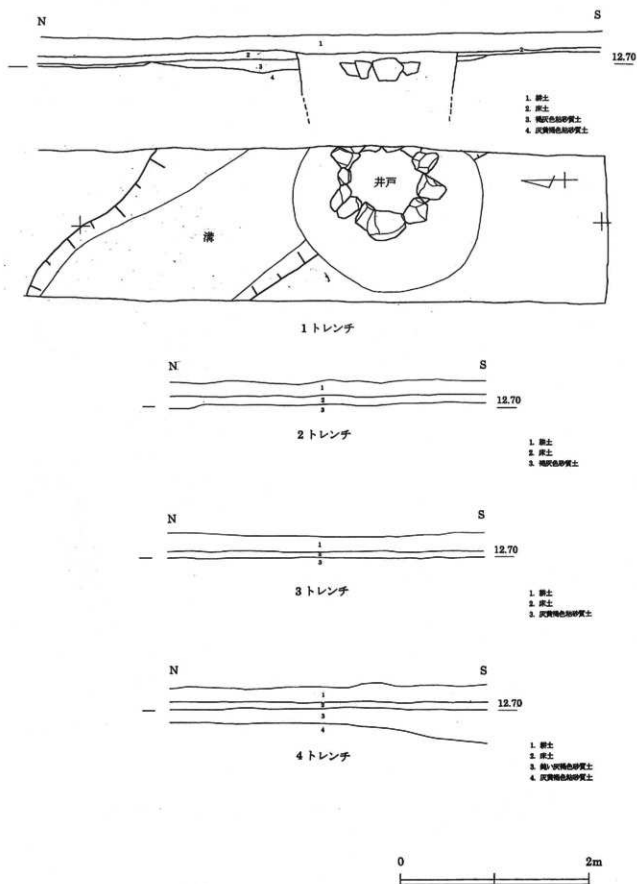 N S
1
2 2
3
4
12.70
1. 耕土
2. 床土
3. 褐灰色粘砂質土
4. 灰黄褐色粘砂質土
井戸
溝
1トレンチ
N S
1
2
3
12.70
2トレンチ
1. 耕土
2. 床土
3. 褐灰色砂質土
N S
1
2
3
12.70
3トレンチ
1. 耕土
2. 床土
3. 灰黄褐色粘砂質土
N S
1
2
3
4
12.70
4トレンチ
1. 耕土
2. 床土
3. 鈍い灰褐色砂質土
4. 灰黄褐色粘砂質土
0 2m